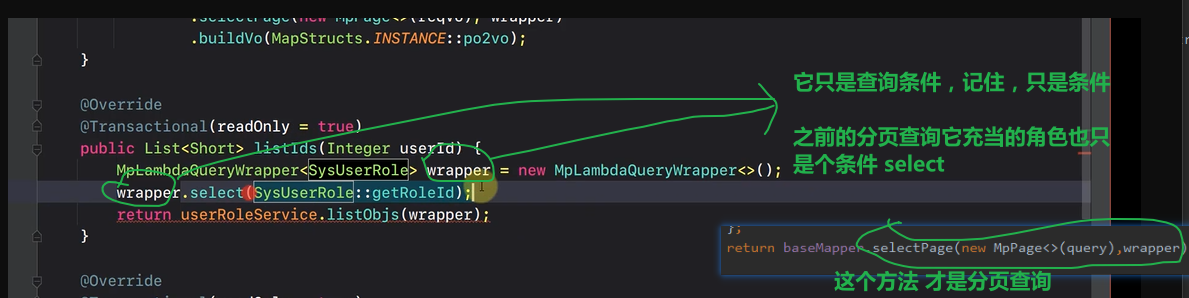 .selectPage(new MpPage<>(reqVo), wrapper)
.buildVo(MapStructs.INSTANCE::po2vo);
}
它只是查询条件，记住，只是条件
@Override
@Transactional(readOnly = true)
之前的分页查询它充当的角色也只
是个条件 select
public List<Short> listIds(Integer userId) {
MpLambdaQueryWrapper<SysUserRole> wrapper = new MpLambdaQueryWrapper<>();
wrapper.select(SysUserRole::getRoleId);
return userRoleService.listObjs(wrapper);
}
};
return baseMapper.selectPage(new MpPage<>(query),wrapper)
这个方法 才是分页查询
@Override